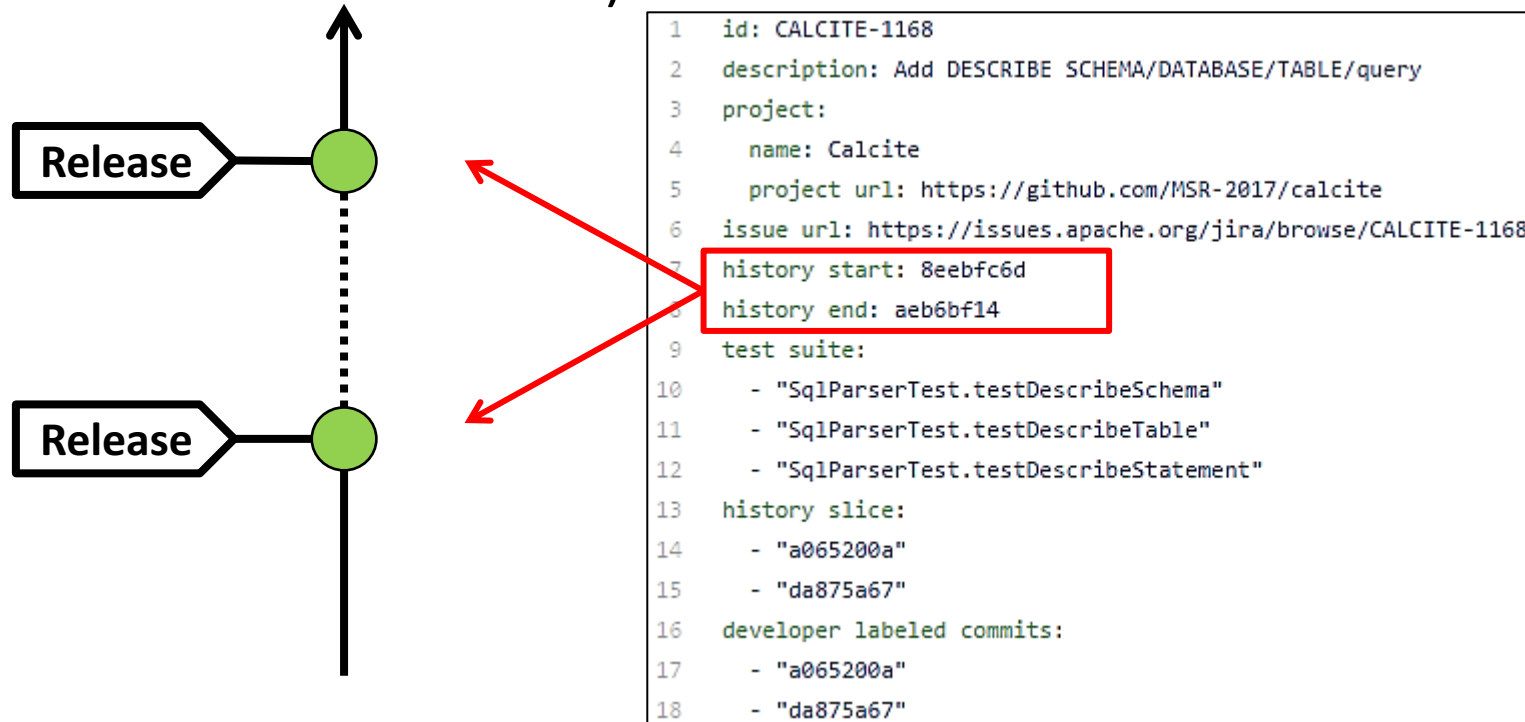 Release
Release
1 id: CALCITE-1168
2 description: Add DESCRIBE SCHEMA/DATABASE/TABLE/query
3 project:
4 name: Calcite
5 project url: https://github.com/MSR-2017/calcite
6 issue url: https://issues.apache.org/jira/browse/CALCITE-1168
7 history start: 8eebfc6d
8 history end: aeb6bf14
9 test suite:
10 - "SqlParserTest.testDescribeSchema"
11 - "SqlParserTest.testDescribeTable"
12 - "SqlParserTest.testDescribeStatement"
13 history slice:
14 - "a065200a"
15 - "da875a67"
16 developer labeled commits:
17 - "a065200a"
18 - "da875a67"